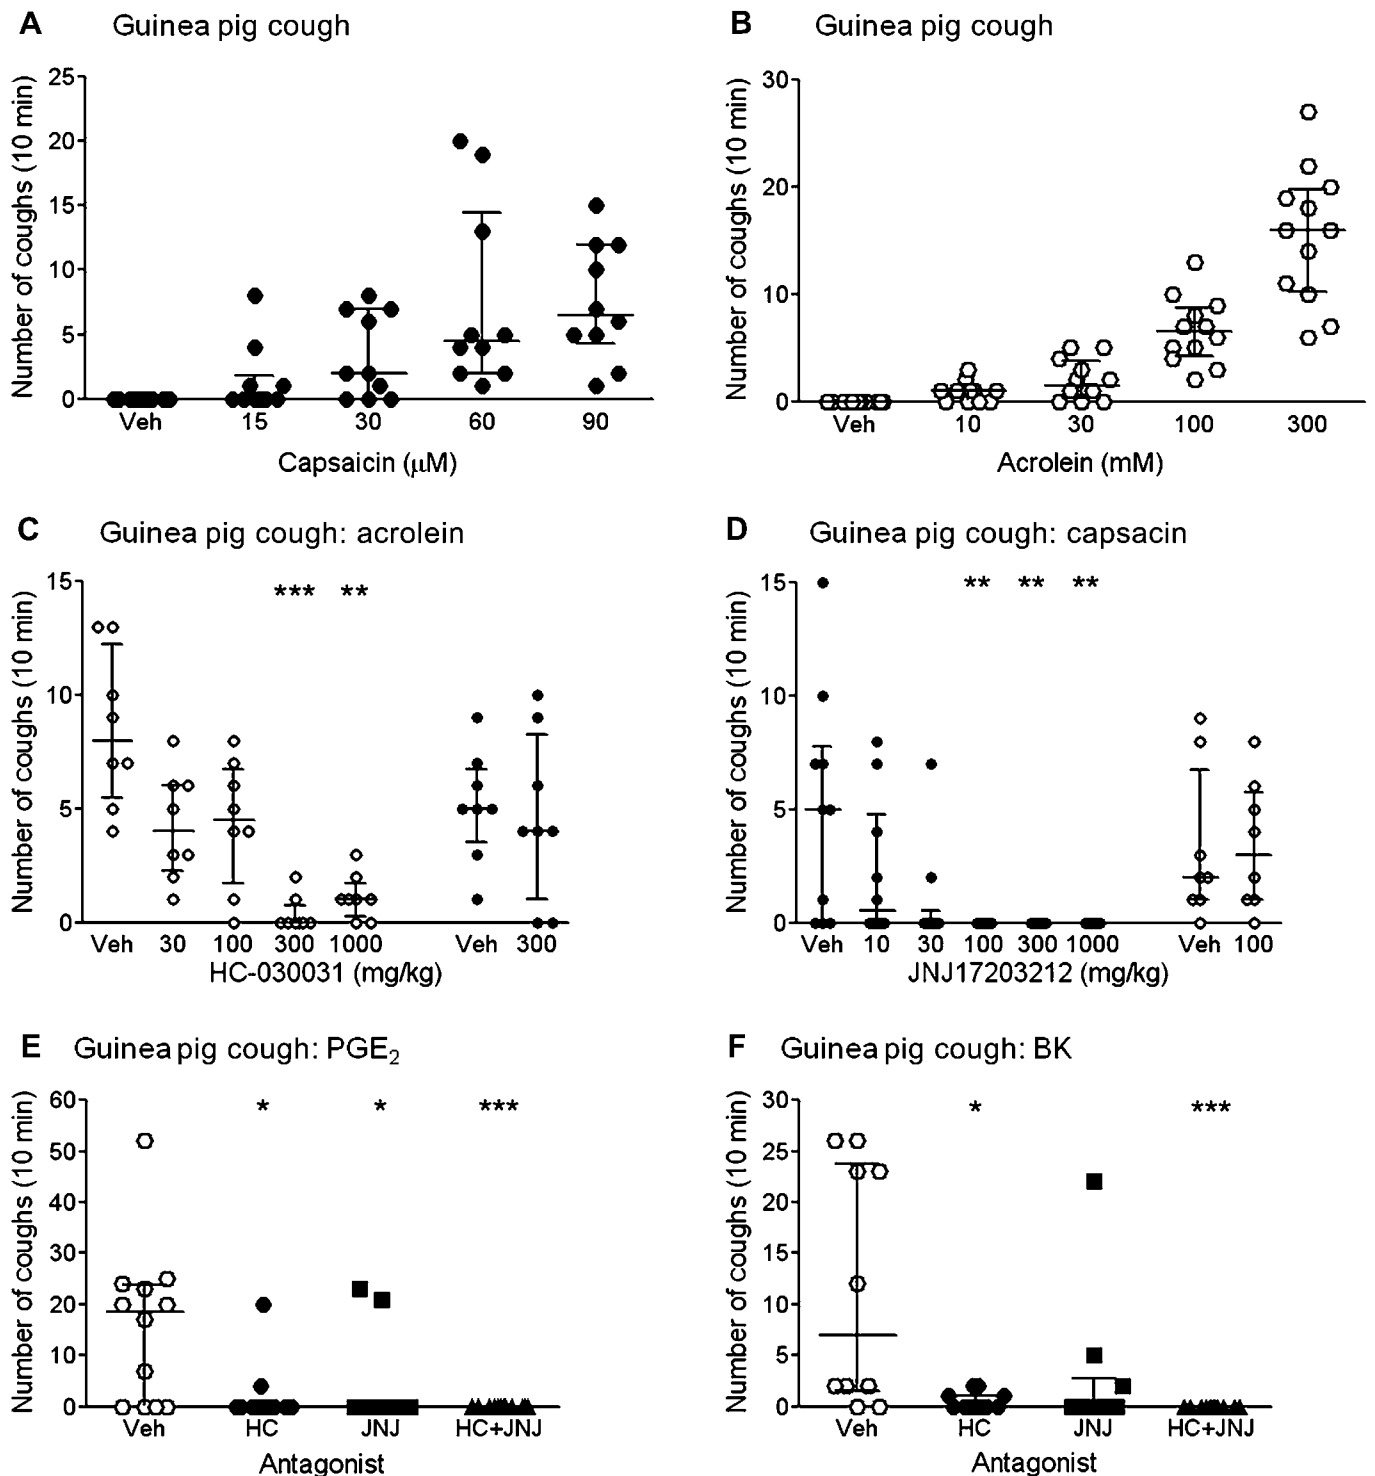 A Guinea pig cough
Number of coughs (10 min)
25
20
15
10
5
0
Veh 15 30 60 90
Capsaicin (μM)
B Guinea pig cough
Number of coughs (10 min)
30
20
10
0
Veh 10 30 100 300
Acrolein (mM)
C Guinea pig cough: acrolein
Number of coughs (10 min)
15
10
5
0
*** **
Veh 30 100 300 1000 Veh 300
HC-030031 (mg/kg)
D Guinea pig cough: capsacin
Number of coughs (10 min)
15
10
5
0
** ** **
Veh 10 30 100 300 1000 Veh 100
JNJ17203212 (mg/kg)
E Guinea pig cough: PGE₂
Number of coughs (10 min)
60
50
40
30
20
10
0
* * ***
Veh HC JNJ HC+JNJ
Antagonist
F Guinea pig cough: BK
Number of coughs (10 min)
30
25
20
15
10
5
0
* ***
Veh HC JNJ HC+JNJ
Antagonist